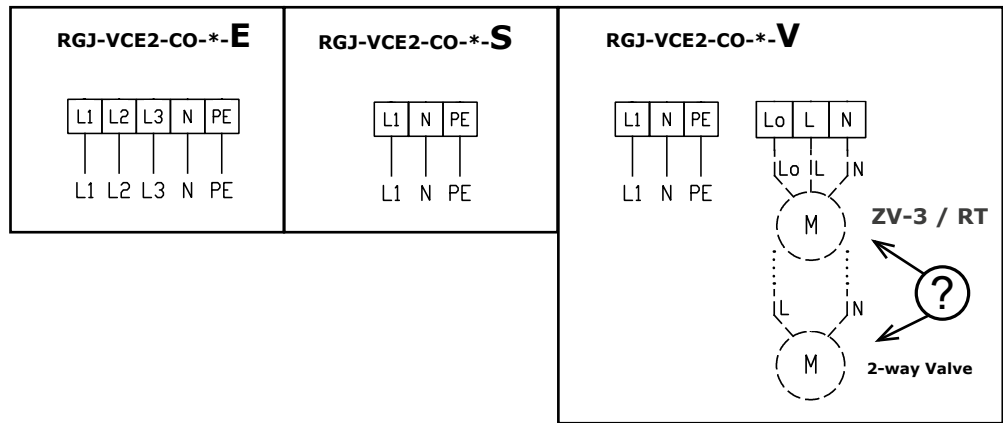 RGJ-VCE2-CO-*-E
L1 L2 L3 N PE
L1 L2 L3 N PE
RGJ-VCE2-CO-*-S
L1 N PE
L1 N PE
RGJ-VCE2-CO-*-V
L1 N PE
L1 N PE
Lo L N
Lo L N
M
ZV-3 / RT
?
L N
M
2-way Valve